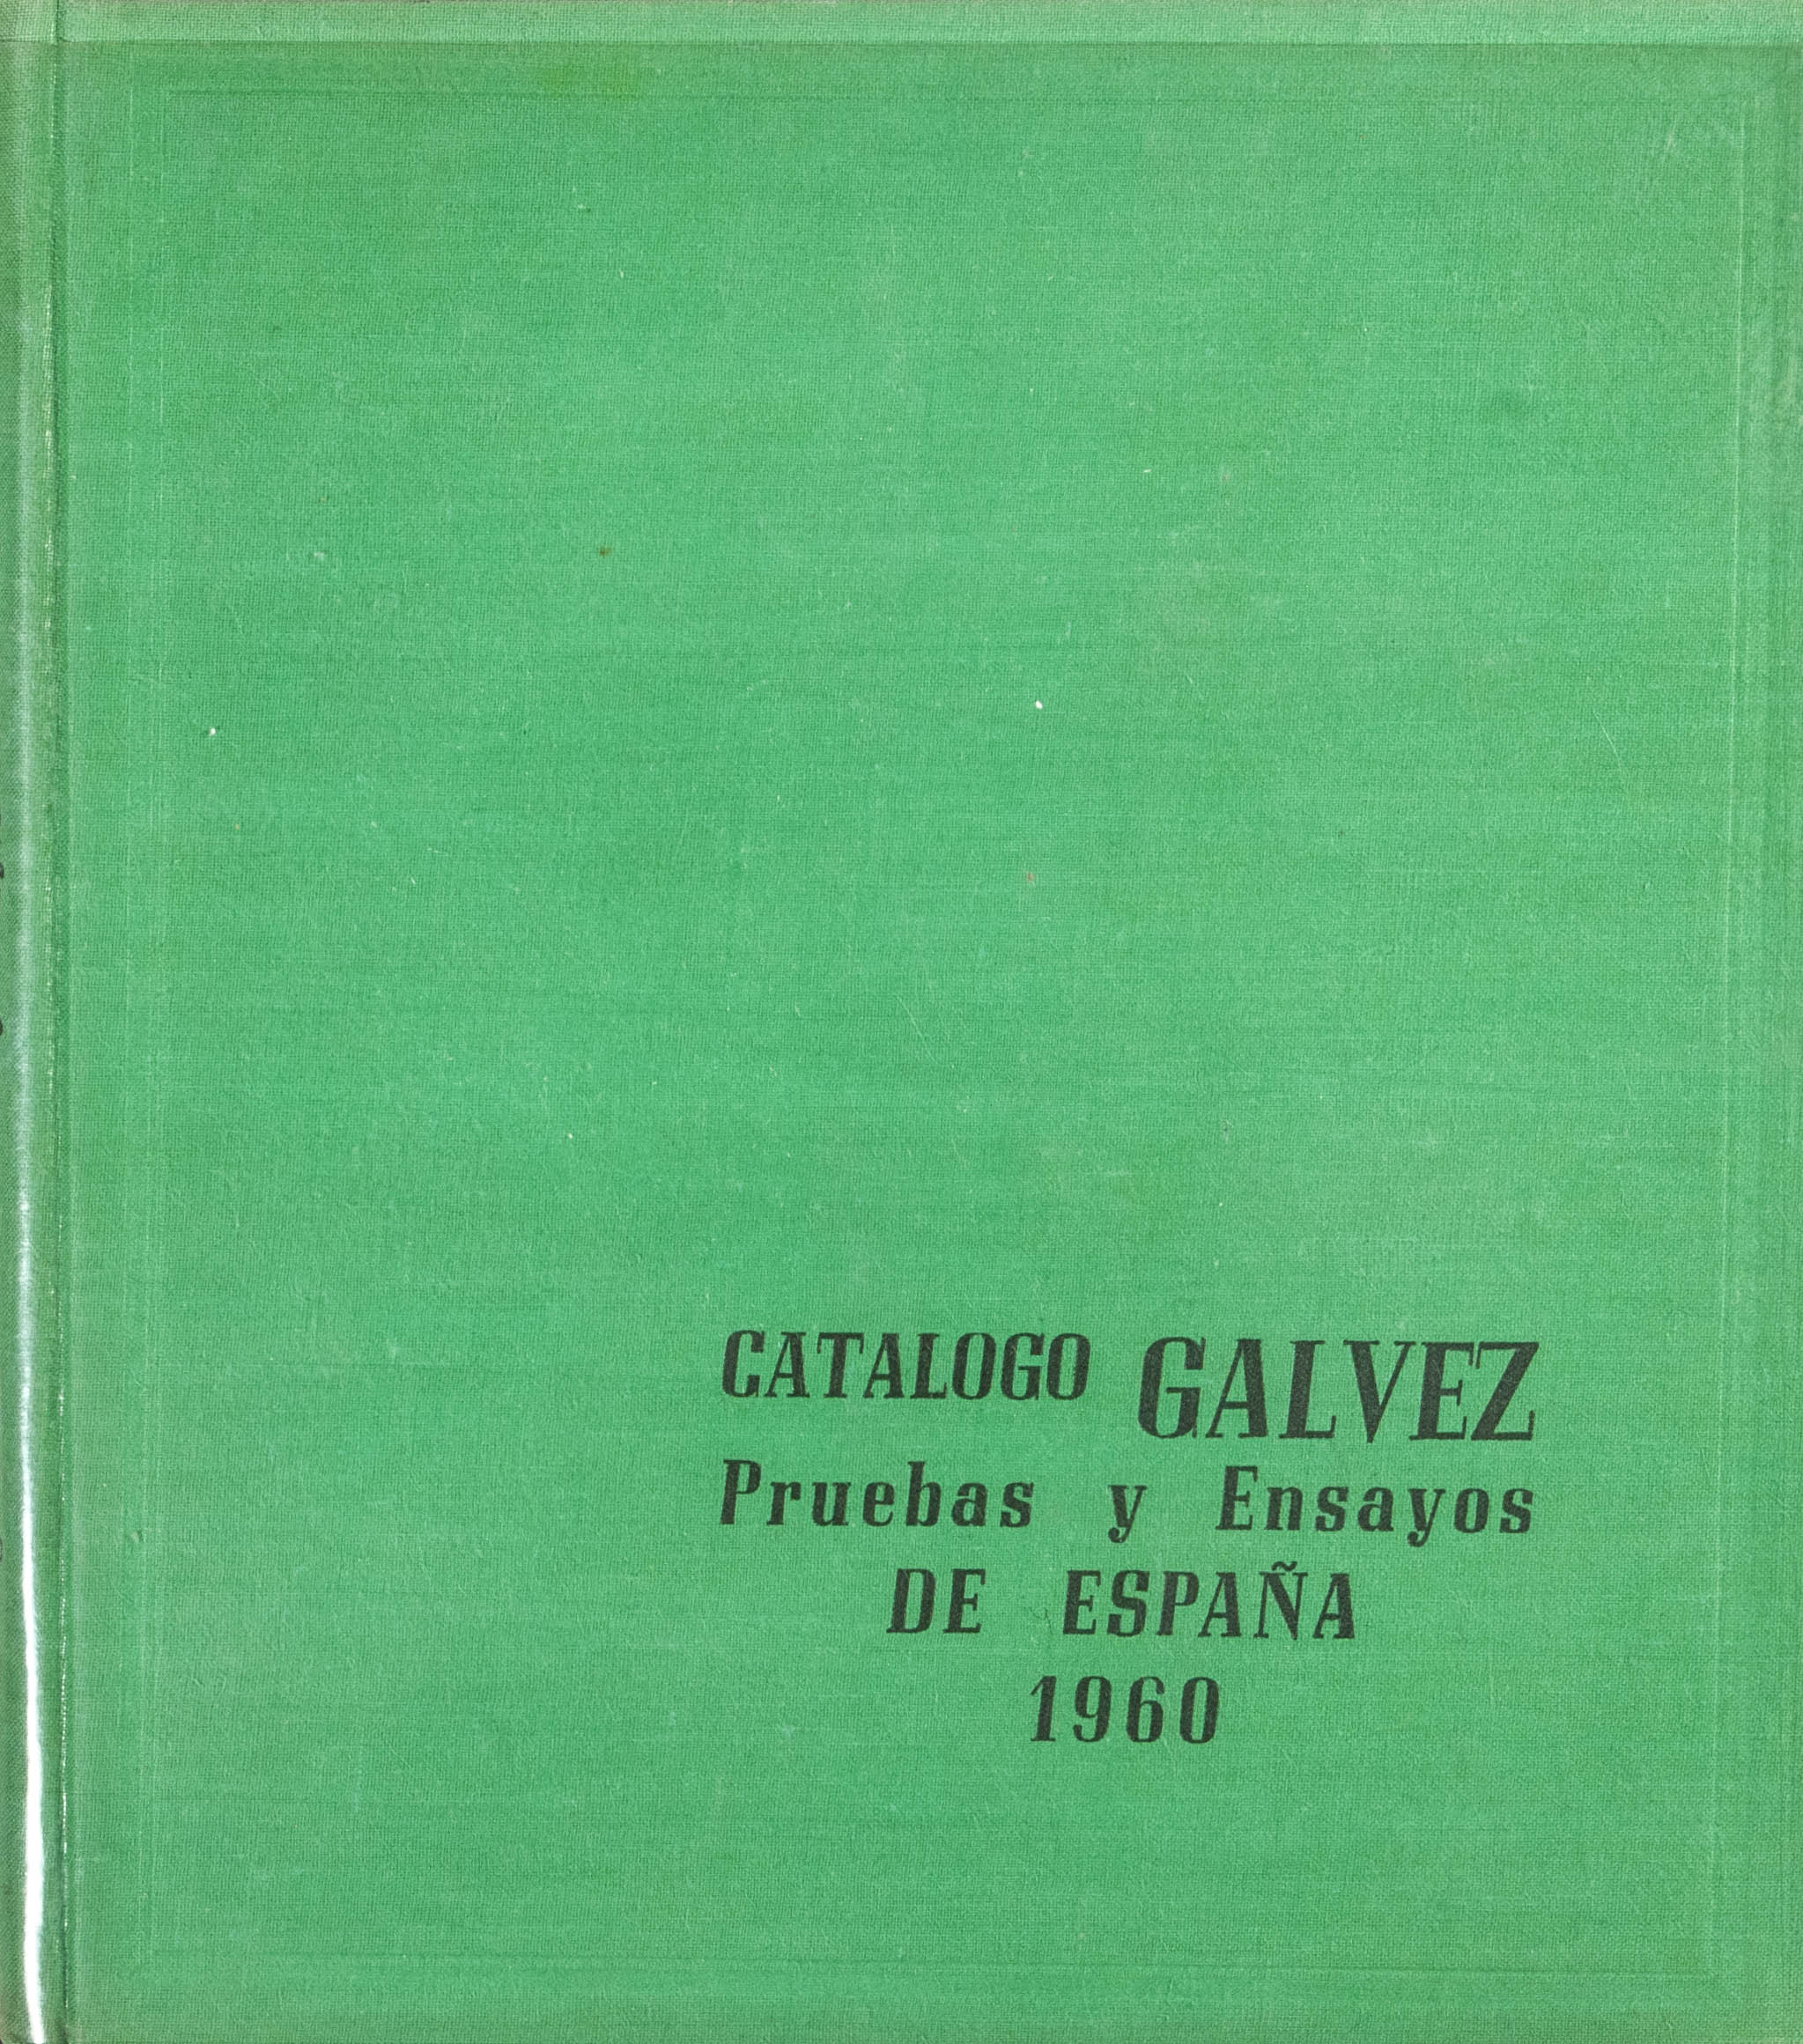 CATALOGO GALVEZ
Pruebas y Ensayos
DE ESPAÑA
1960